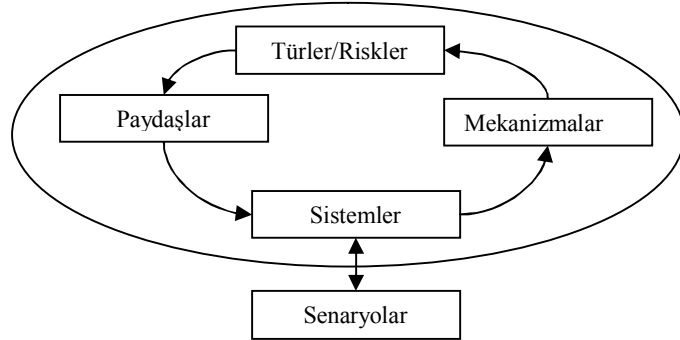 Türler/Riskler
Paydaşlar
Mekanizmalar
Sistemler
Senaryolar